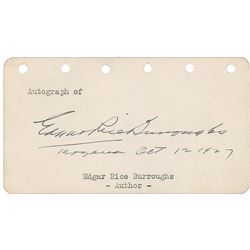 Autograph of
Edgar Rice Burroughs
Tarzana Oct 12 1927
Edgar Rice Burroughs
- Author -